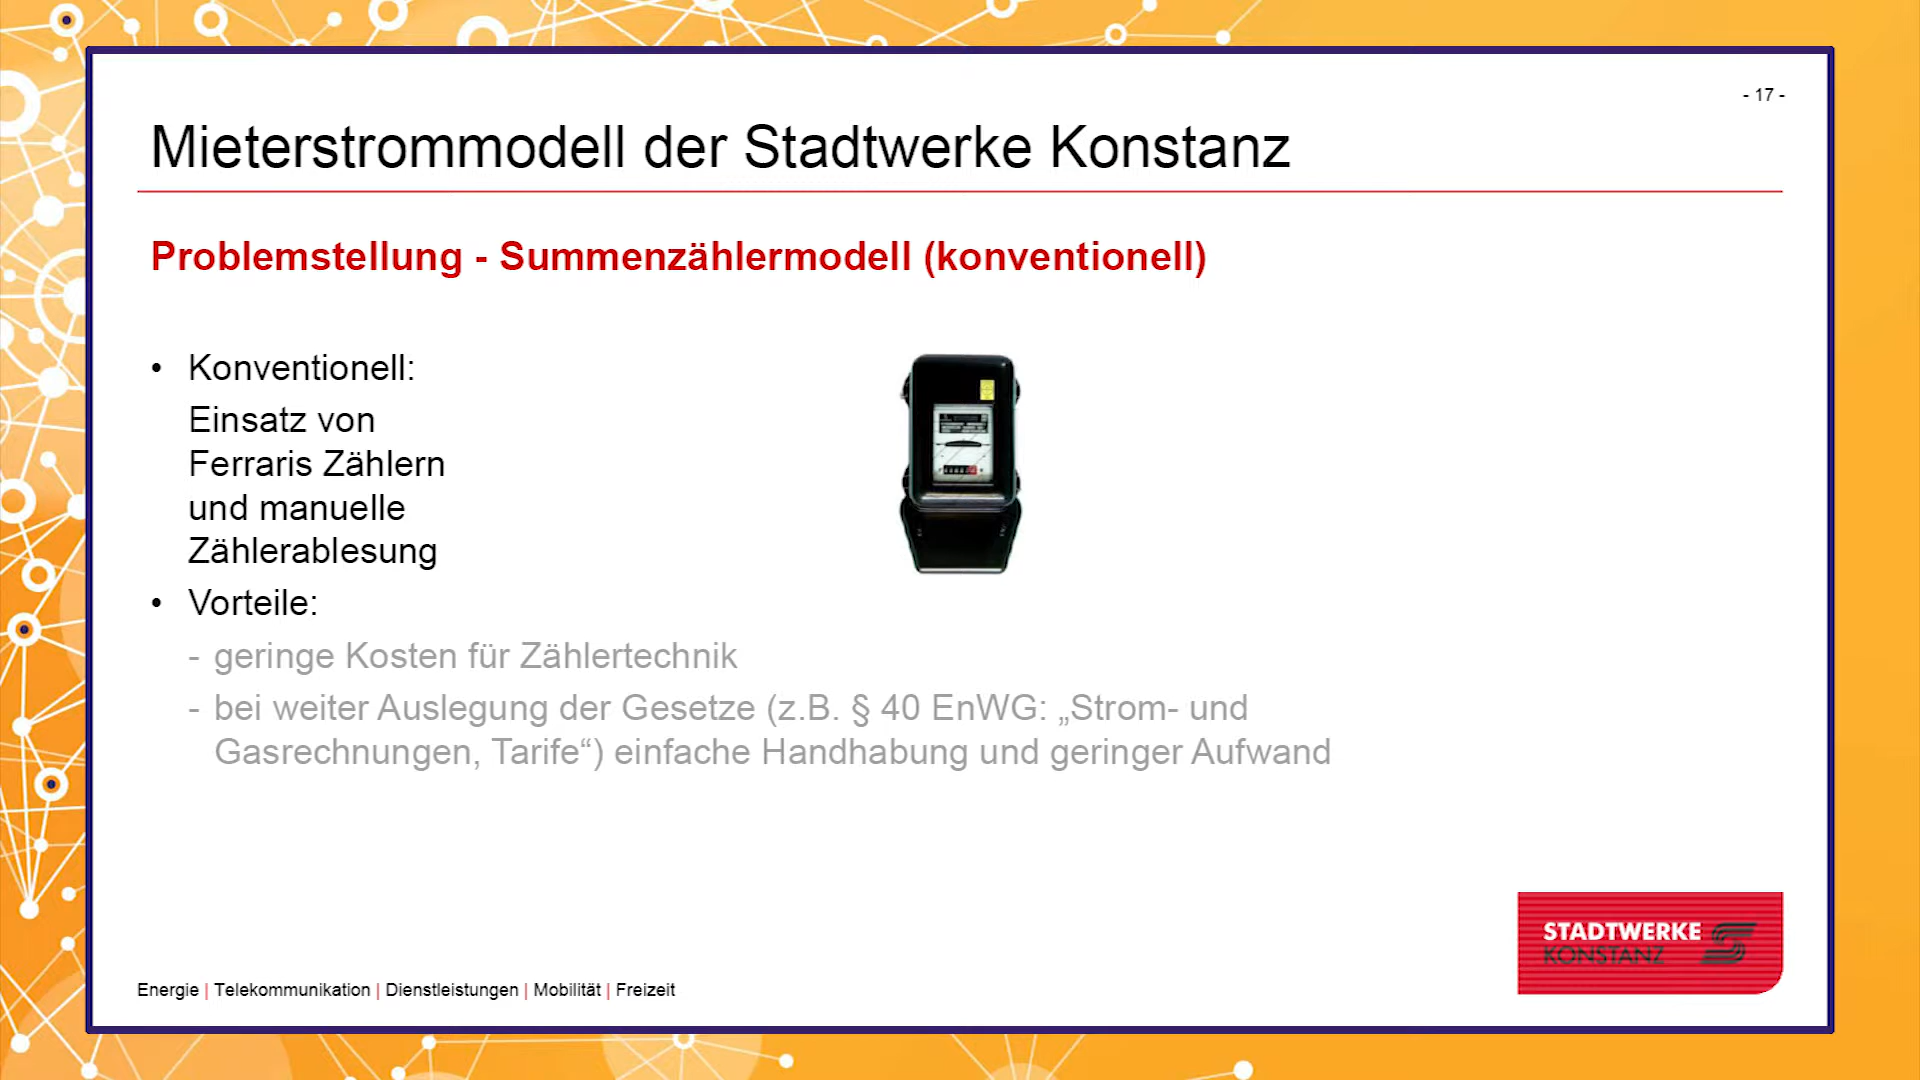 - 17 -
Mieterstrommodell der Stadtwerke Konstanz
Problemstellung - Summenzählermodell (konventionell)
• Konventionell:
Einsatz von
Ferraris Zählern
und manuelle
Zählerablesung
• Vorteile:
- geringe Kosten für Zählertechnik
- bei weiter Auslegung der Gesetze (z.B. § 40 EnWG: „Strom- und
Gasrechnungen, Tarife“) einfache Handhabung und geringer Aufwand
STADTWERKE
KONSTANZ
Energie | Telekommunikation | Dienstleistungen | Mobilität | Freizeit